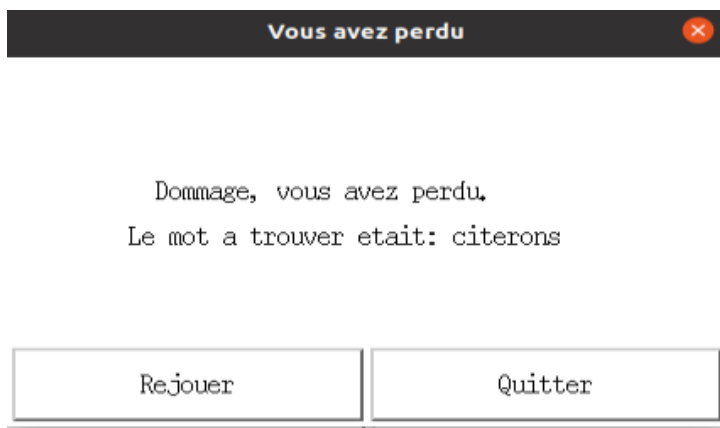 Vous avez perdu
Dommage, vous avez perdu.
Le mot a trouver etait: citerons
Rejouer
Quitter